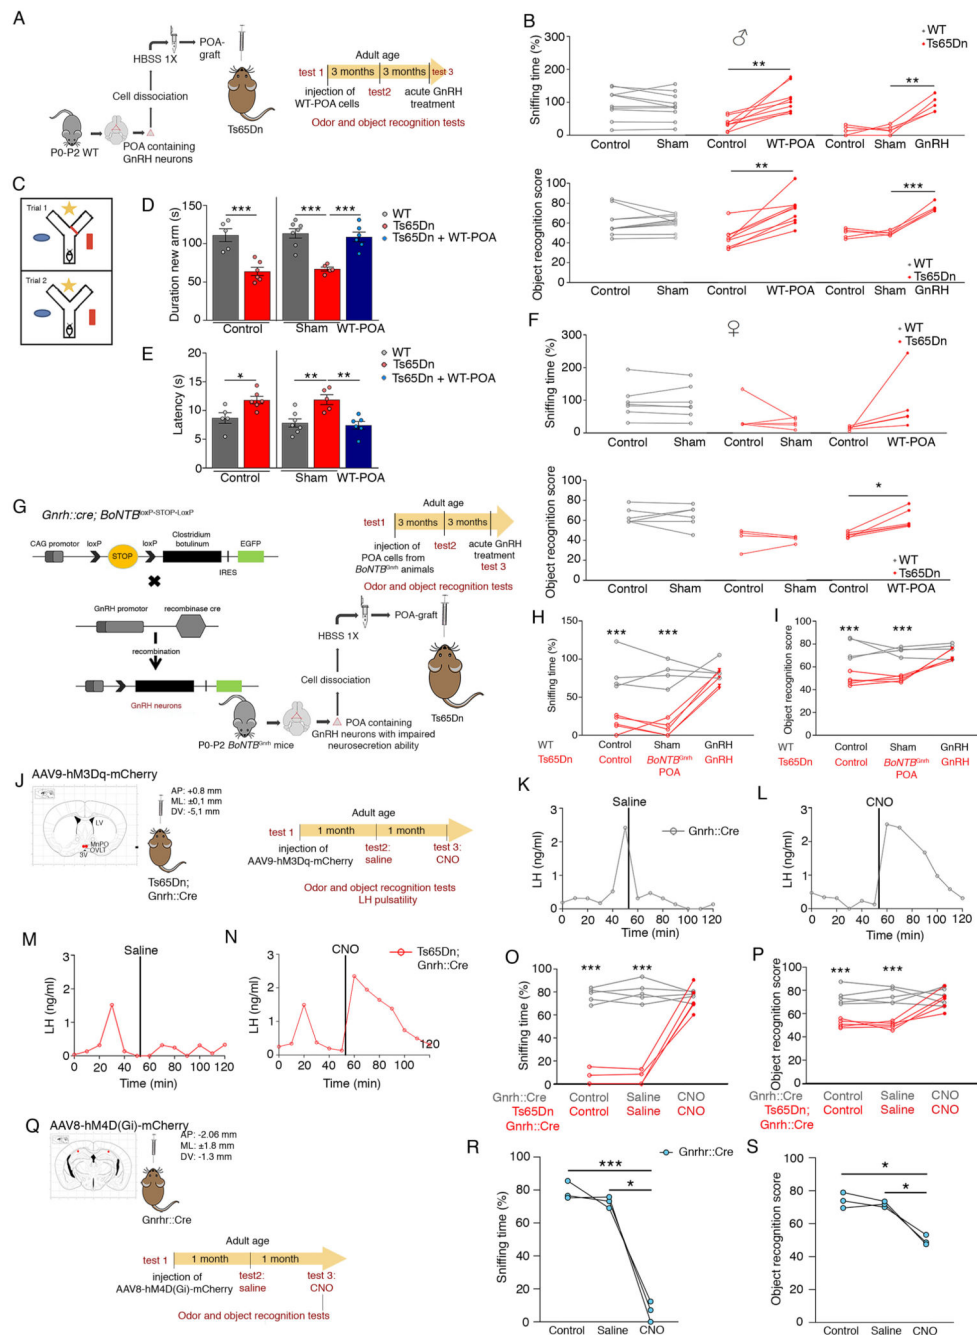 A
HBSS 1X
POA-
graft
Cell dissociation
P0-P2 WT
POA containing
GnRH neurons
Ts65Dn
Adult age
test 1
3 months
3 months
test 3
injection of
WT-POA cells
test2
acute GnRH
treatment
Odor and object recognition tests
B
♂
WT
Ts65Dn
Sniffing time (%)
300
200
100
0
**
**
Control
Sham
Control
WT-POA
Control
Sham
GnRH
Object recognition score
100
80
60
40
20
0
**
***
Control
Sham
Control
WT-POA
Control
Sham
GnRH
WT
Ts65Dn
C
Trial 1
Trial 2
D
Duration new arm (s)
150
100
50
0
***
***
***
WT
Ts65Dn
Ts65Dn + WT-POA
Control
Sham
WT-POA
E
Latency (s)
20
15
10
5
0
*
**
**
WT
Ts65Dn
Ts65Dn + WT-POA
Control
Sham
WT-POA
F
♀
WT
Ts65Dn
Sniffing time (%)
300
200
100
0
Control
Sham
Control
Sham
Control
WT-POA
Object recognition score
100
80
60
40
20
0
*
WT
Ts65Dn
Control
Sham
Control
Sham
Control
WT-POA
G
Gnrh::cre; BoNTB loxP-STOP-LoxP
CAG promotor
loxP
STOP
loxP
Clostridium
botulinum
EGFP
IRES
GnRH promotor
recombinase cre
recombination
GnRH neurons
P0-P2 BoNTB Gnrh mice
POA containing
GnRH neurons with impaired
neurosecretion ability
Cell dissociation
HBSS 1X
POA-graft
Ts65Dn
Adult age
test1
3 months
3 months
injection of
POA cells from
BoNTB Gnrh animals
test2
acute GnRH
treatment
test 3
Odor and object recognition tests
H
Sniffing time (%)
150
100
50
0
***
***
WT
Control
Sham
GnRH
Ts65Dn
Control
BoNTB Gnrh
POA
GnRH
I
Object recognition score
100
80
60
40
20
0
***
***
WT
Control
Sham
GnRH
Ts65Dn
Control
BoNTB Gnrh
POA
GnRH
J
AAV9-hM3Dq-mCherry
AP: +0.8 mm
ML: ±0,1 mm
DV: -5,1 mm
LV
MnPO
OVLT
3V
Ts65Dn;
Gnrh::Cre
Adult age
test 1
1 month
1 month
injection of
AAV9-hM3Dq-mCherry
test2:
saline
test 3:
CNO
Odor and object recognition tests
LH pulsatility
K
Saline
Gnrh::Cre
LH (ng/ml)
3
2
1
0
0 20 40 60 80 100 120
Time (min)
L
CNO
LH (ng/ml)
3
2
1
0
0 20 40 60 80 100 120
Time (min)
M
Saline
LH (ng/ml)
3
2
1
0
0 20 40 60 80 100 120
Time (min)
N
CNO
Ts65Dn;
Gnrh::Cre
LH (ng/ml)
3
2
1
0
0 20 40 60 80 100
120
Time (min)
O
Sniffing time (%)
100
80
60
40
20
0
***
***
Gnrh::Cre
Control
Saline
CNO
Ts65Dn
Gnrh::Cre
Control
Saline
CNO
P
Object recognition score
100
80
60
40
20
0
***
***
Gnrh::Cre
Control
Saline
CNO
Ts65Dn;
Gnrh::Cre
Control
Saline
CNO
Q
AAV8-hM4D(Gi)-mCherry
AP: -2.06 mm
ML: ±1.8 mm
DV: -1.3 mm
Gnrhr::Cre
Adult age
test 1
1 month
1 month
injection of
AAV8-hM4D(Gi)-mCherry
test2:
saline
test 3:
CNO
Odor and object recognition tests
R
Gnrhr::Cre
Sniffing time (%)
100
80
60
40
20
0
***
*
Control
Saline
CNO
S
Object recognition score
100
80
60
40
20
0
*
*
Control
Saline
CNO